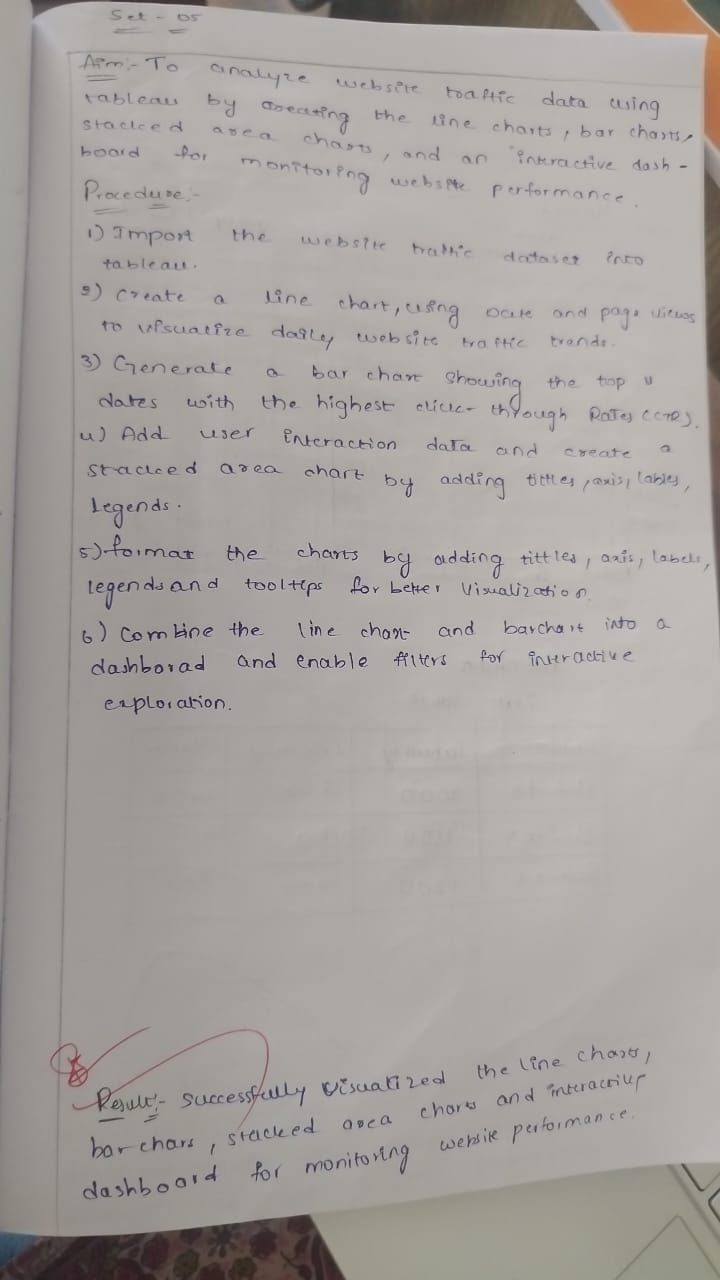 Set - 05
Aim:- To analyze website traffic data using
tableau by creating the line charts, bar charts,
stacked area charts, and an interactive dash -
board for monitoring website performance.
Procedure:-
1) Import the website traffic dataset into
tableau.
2) Create a line chart, using Date and page views
to visualize daily website traffic trends.
3) Generate a bar chart showing the top
dates with the highest click- through Rates (CTR).
4) Add user interaction data and create a
stacked area chart by adding tittles, axis, lables,
legends.
5) format the charts by adding tittles, axis, labels,
legends and tooltips for better visualization
6) Combine the line chart and barchart into a
dashborad and enable filters for interactive
exploration.
Result:- successfully visualized the line charts,
bar chars, stacked area chart and interactive
dashboard for monitoring website performance.